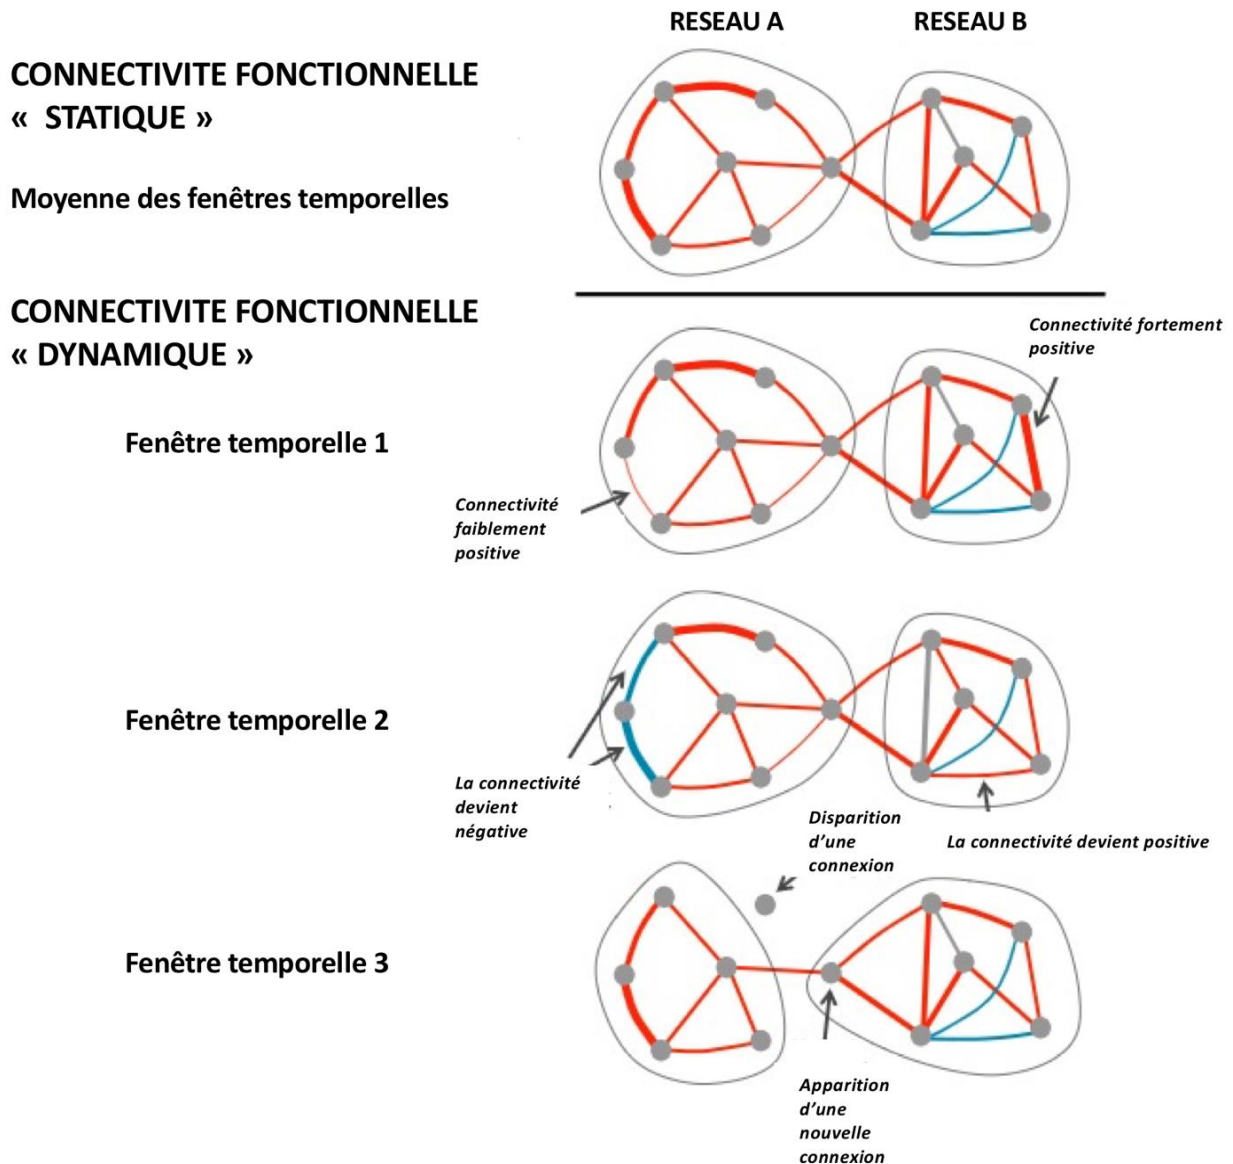 RESEAU A
RESEAU B
CONNECTIVITE FONCTIONNELLE
« STATIQUE »
Moyenne des fenêtres temporelles
CONNECTIVITE FONCTIONNELLE
« DYNAMIQUE »
Connectivité fortement
positive
Fenêtre temporelle 1
Connectivité
faiblement
positive
Fenêtre temporelle 2
La connectivité
devient
négative
Disparition
d’une
connexion
La connectivité devient positive
Fenêtre temporelle 3
Apparition
d’une
nouvelle
connexion